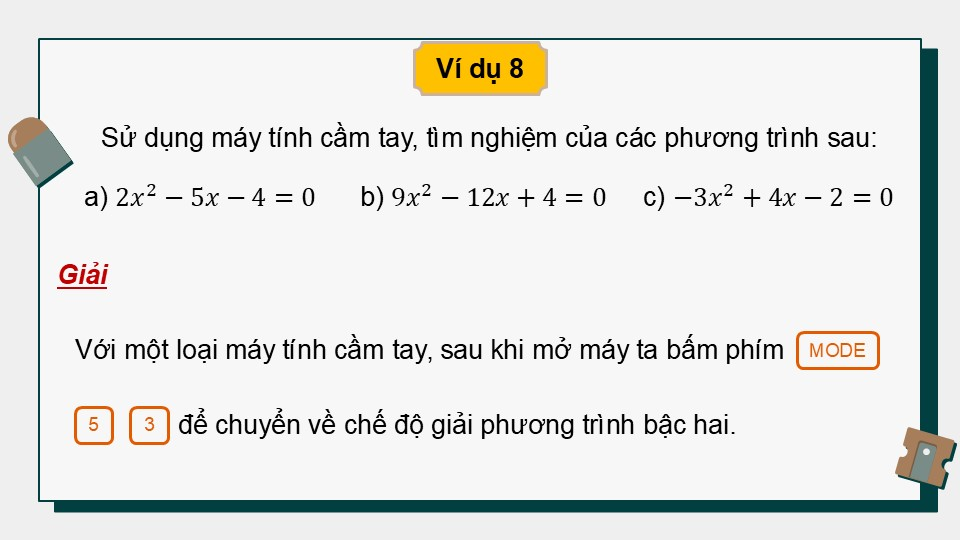 Ví dụ 8
Sử dụng máy tính cầm tay, tìm nghiệm của các phương trình sau:
a) 2𝑥² − 5𝑥 − 4 = 0 b) 9𝑥² − 12𝑥 + 4 = 0 c) −3𝑥² + 4𝑥 − 2 = 0
Giải
Với một loại máy tính cầm tay, sau khi mở máy ta bấm phím MODE
5 3 để chuyển về chế độ giải phương trình bậc hai.